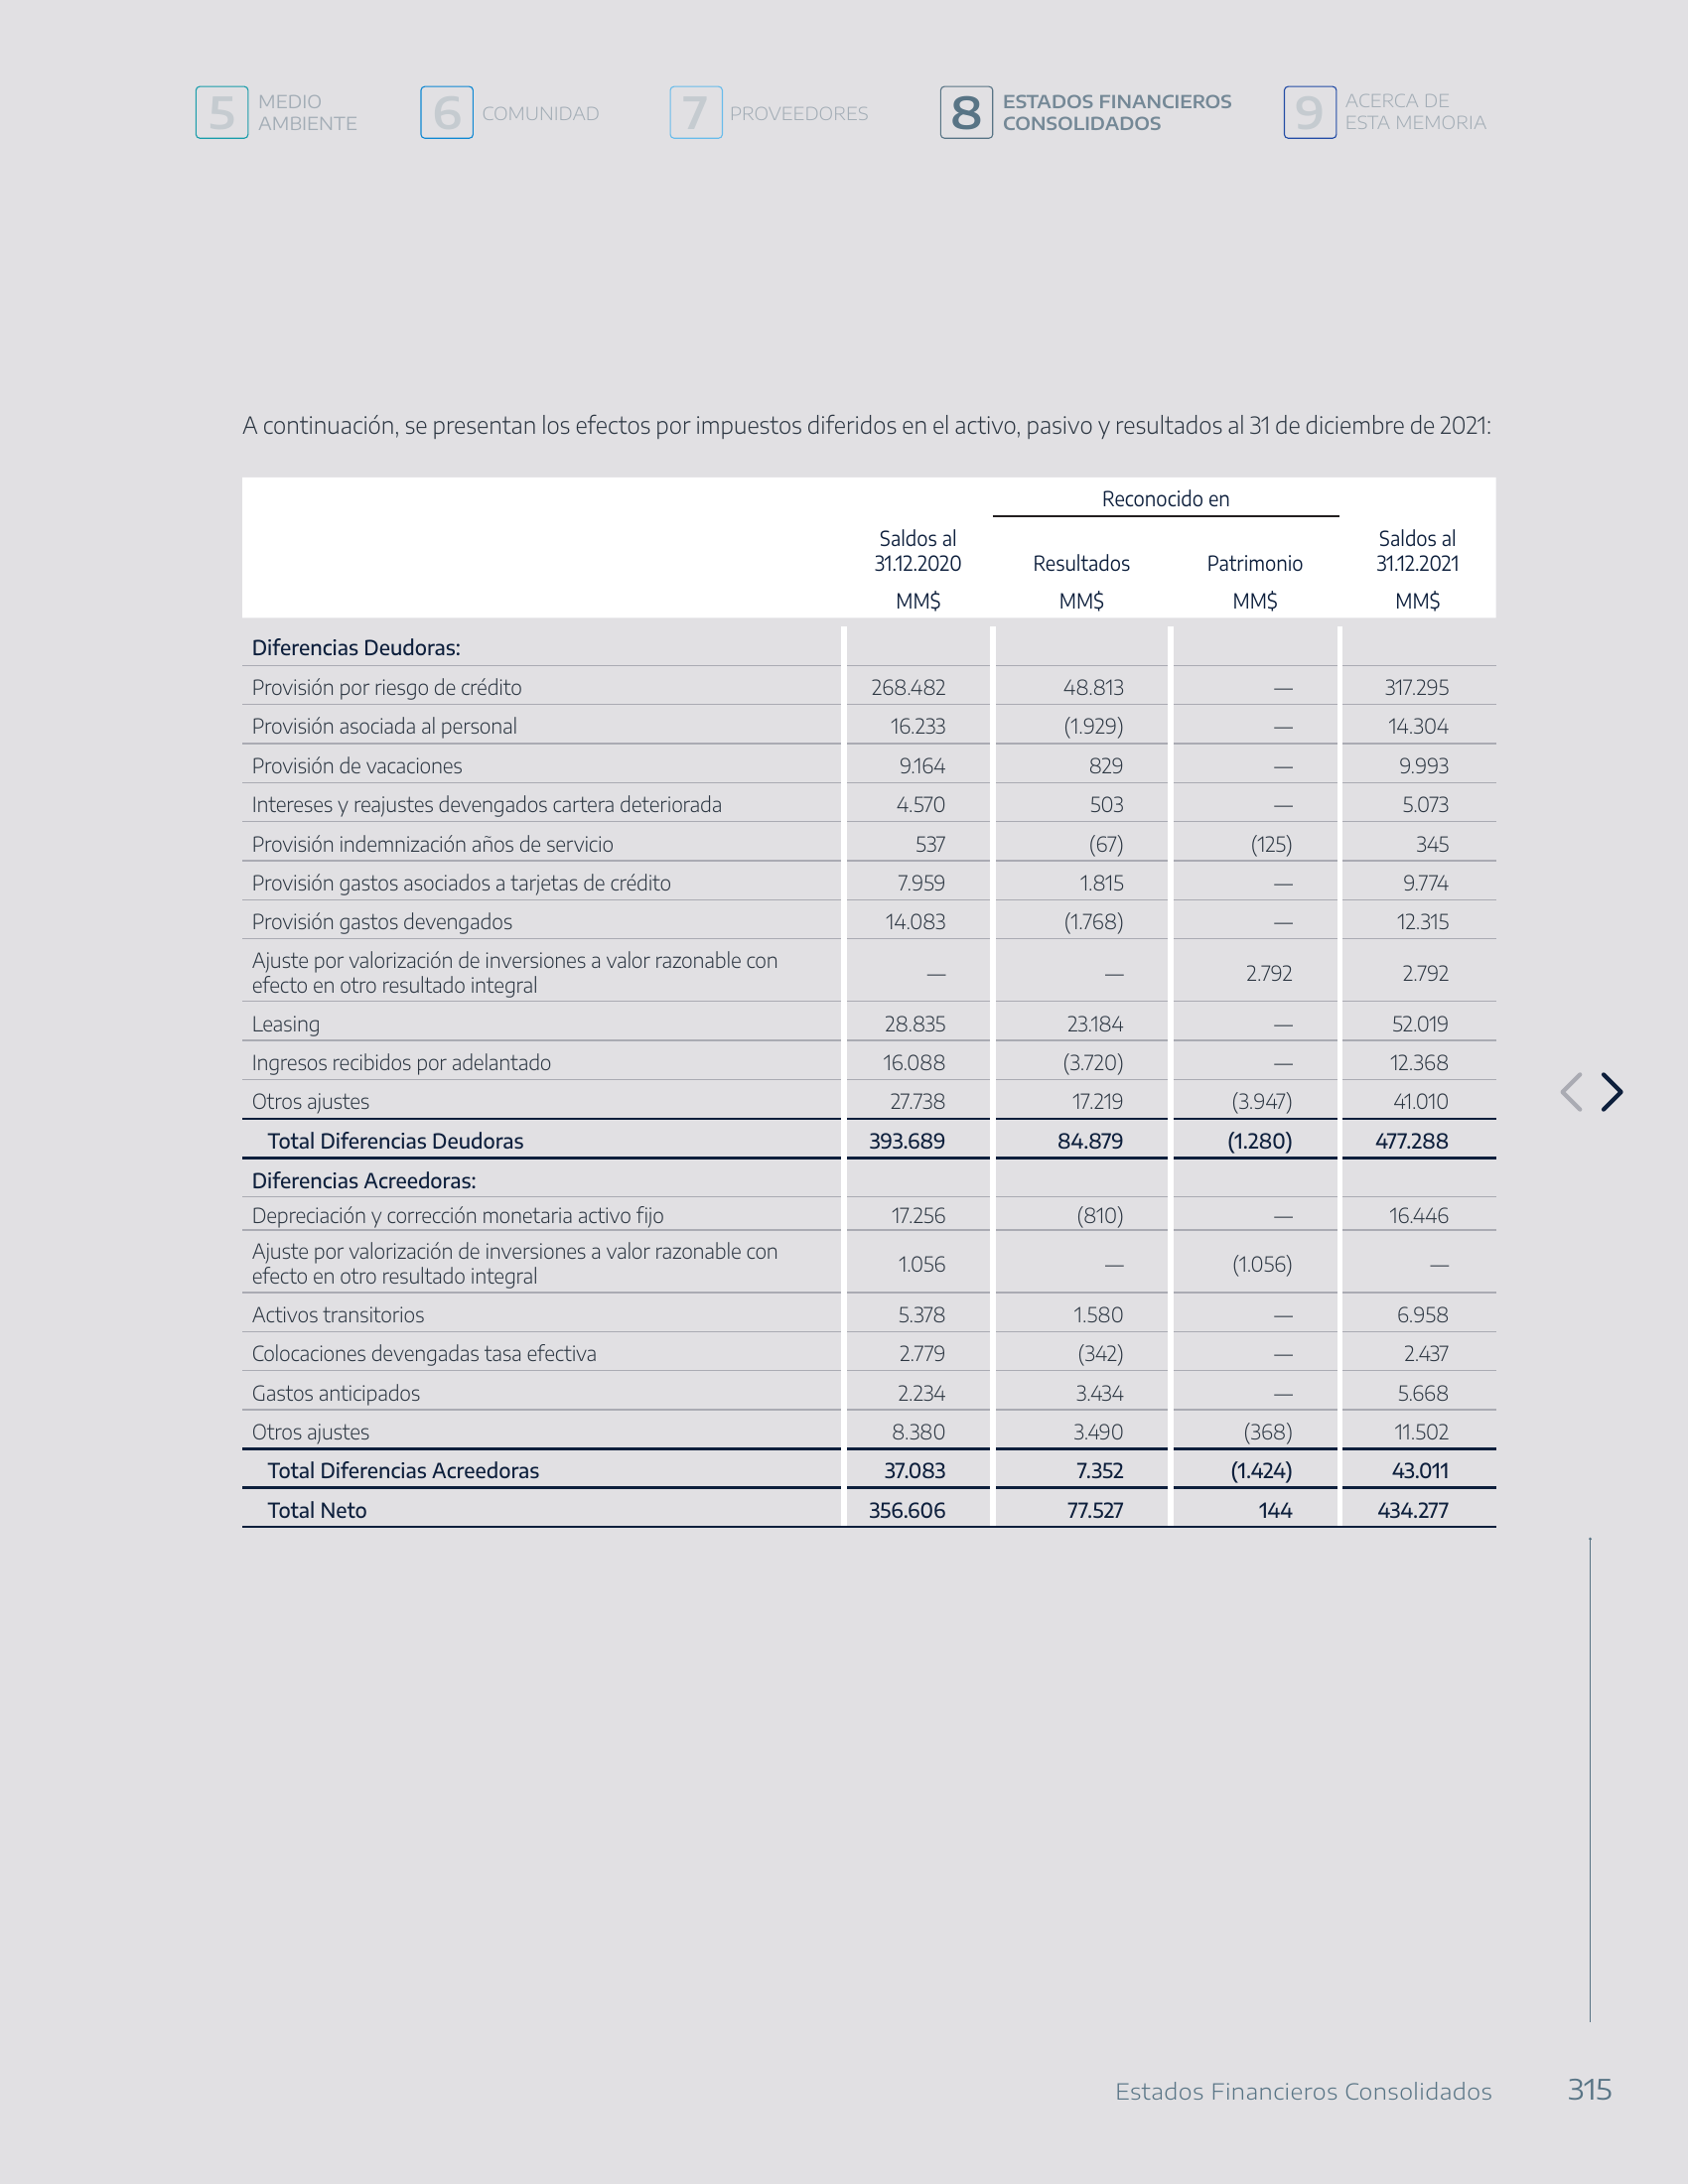 5 MEDIO AMBIENTE
6 COMUNIDAD
7 PROVEEDORES
8 ESTADOS FINANCIEROS CONSOLIDADOS
9 ACERCA DE ESTA MEMORIA
A continuación, se presentan los efectos por impuestos diferidos en el activo, pasivo y resultados al 31 de diciembre de 2021:
Reconocido en
Saldos al 31.12.2020 Resultados Patrimonio Saldos al 31.12.2021
MM$ MM$ MM$ MM$
Diferencias Deudoras:
Provisión por riesgo de crédito 268.482 48.813 — 317.295
Provisión asociada al personal 16.233 (1.929) — 14.304
Provisión de vacaciones 9.164 829 — 9.993
Intereses y reajustes devengados cartera deteriorada 4.570 503 — 5.073
Provisión indemnización años de servicio 537 (67) (125) 345
Provisión gastos asociados a tarjetas de crédito 7.959 1.815 — 9.774
Provisión gastos devengados 14.083 (1.768) — 12.315
Ajuste por valorización de inversiones a valor razonable con
efecto en otro resultado integral — — 2.792 2.792
Leasing 28.835 23.184 — 52.019
Ingresos recibidos por adelantado 16.088 (3.720) — 12.368
Otros ajustes 27.738 17.219 (3.947) 41.010
Total Diferencias Deudoras 393.689 84.879 (1.280) 477.288
Diferencias Acreedoras:
Depreciación y corrección monetaria activo fijo 17.256 (810) — 16.446
Ajuste por valorización de inversiones a valor razonable con
efecto en otro resultado integral 1.056 — (1.056) —
Activos transitorios 5.378 1.580 — 6.958
Colocaciones devengadas tasa efectiva 2.779 (342) — 2.437
Gastos anticipados 2.234 3.434 — 5.668
Otros ajustes 8.380 3.490 (368) 11.502
Total Diferencias Acreedoras 37.083 7.352 (1.424) 43.011
Total Neto 356.606 77.527 144 434.277
Estados Financieros Consolidados 315